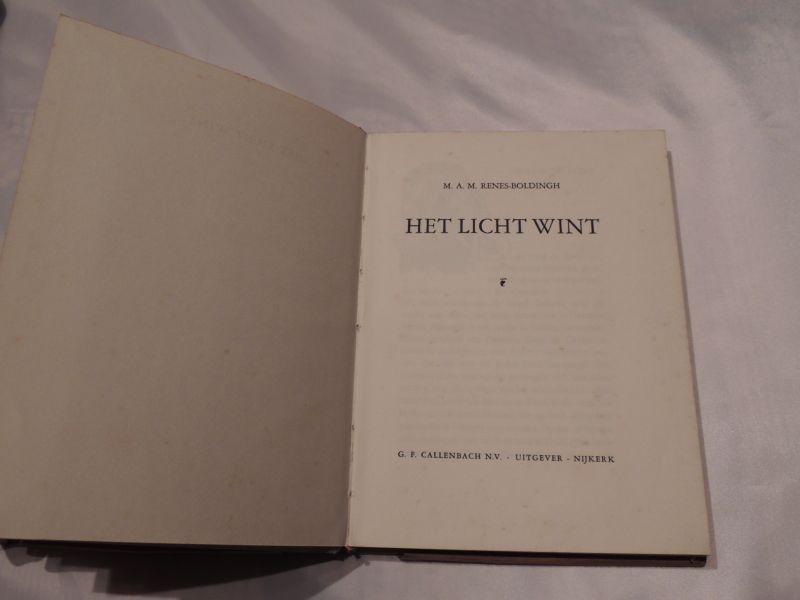 M. A. M. RENES-BOLDINGH
HET LICHT WINT
G. F. CALLENBACH N.V. - UITGEVER - NIJKERK